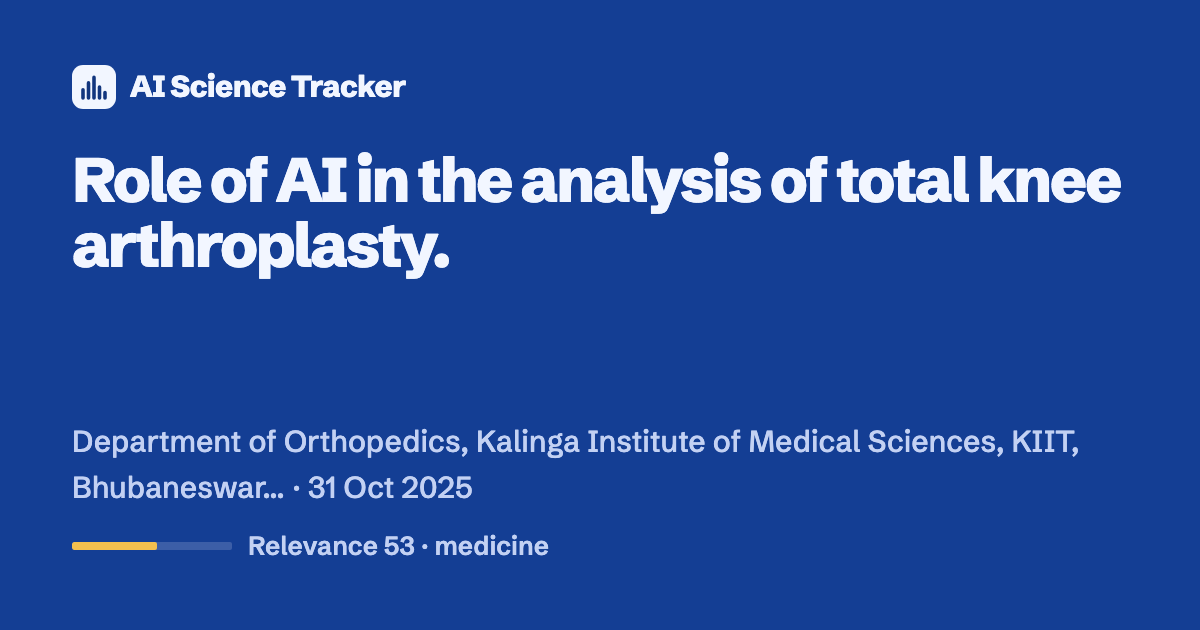 AI Science Tracker
Role of AI in the analysis of total knee
arthroplasty.
Department of Orthopedics, Kalinga Institute of Medical Sciences, KIIT,
Bhubaneswar... · 31 Oct 2025
Relevance 53 · medicine